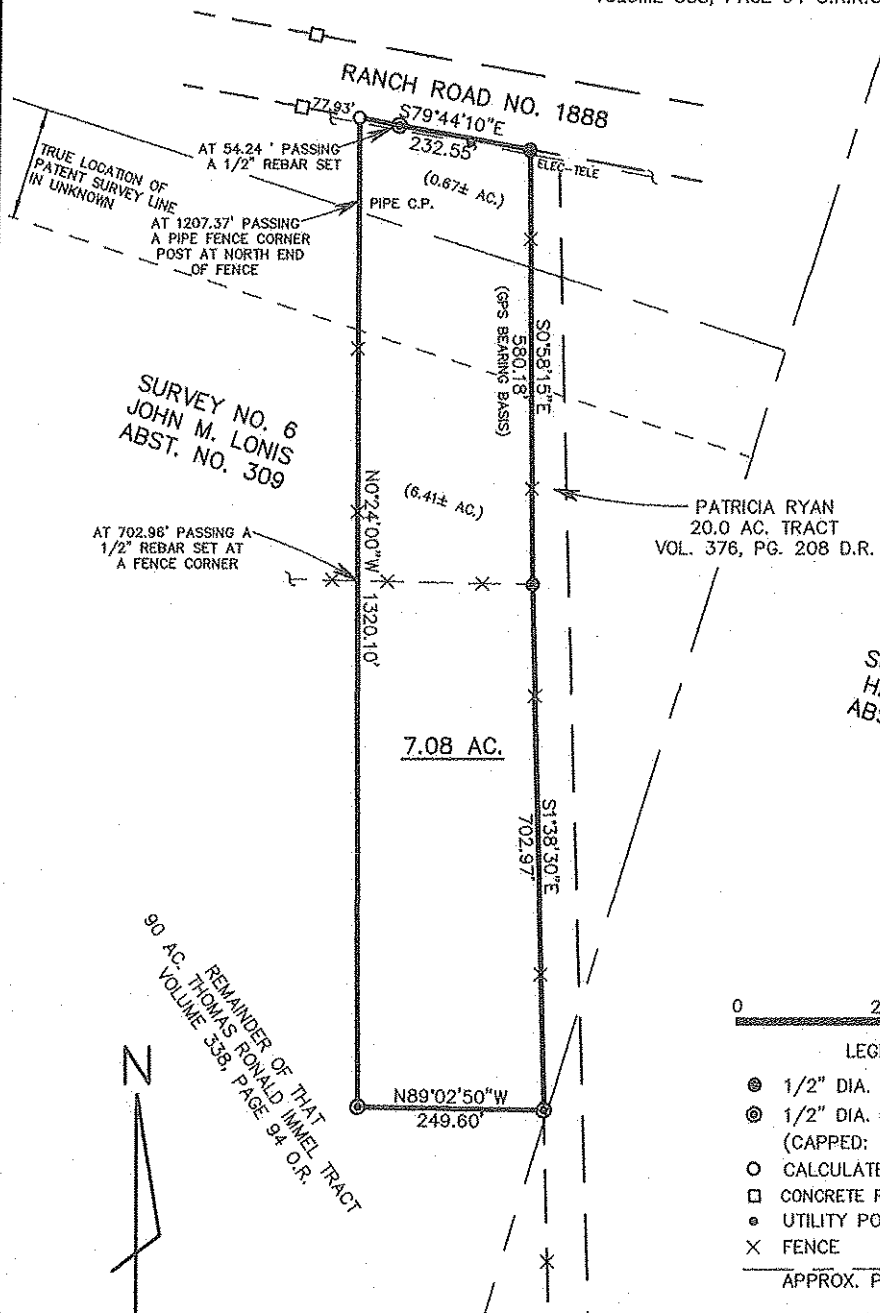 RANCH ROAD NO. 1888
77.93'
S79°44'10"E
232.55'
AT 54.24 ' PASSING
A 1/2" REBAR SET
ELEC-TELE
(0.67± AC.)
TRUE LOCATION OF
PATENT SURVEY LINE
IN UNKNOWN
PIPE C.P.
AT 1207.37' PASSING
A PIPE FENCE CORNER
POST AT NORTH END
OF FENCE
S0°58'15"E
580.18'
(GPS BEARING BASIS)
SURVEY NO. 6
JOHN M. LONIS
ABST. NO. 309
(6.41± AC.)
N0°24'00"W 1320.10'
PATRICIA RYAN
20.0 AC. TRACT
VOL. 376, PG. 208 D.R.
AT 702.96' PASSING A
1/2" REBAR SET AT
A FENCE CORNER
7.08 AC.
S1°38'30"E
702.97'
REMAINDER OF THAT
90 AC. THOMAS RONALD IMMEL TRACT
VOLUME 338, PAGE 94 O.R.
N89°02'50"W
249.60'
N
0
1/2" DIA.
1/2" DIA.
(CAPPED:
CONCRETE
UTILITY
FENCE
APPROX.